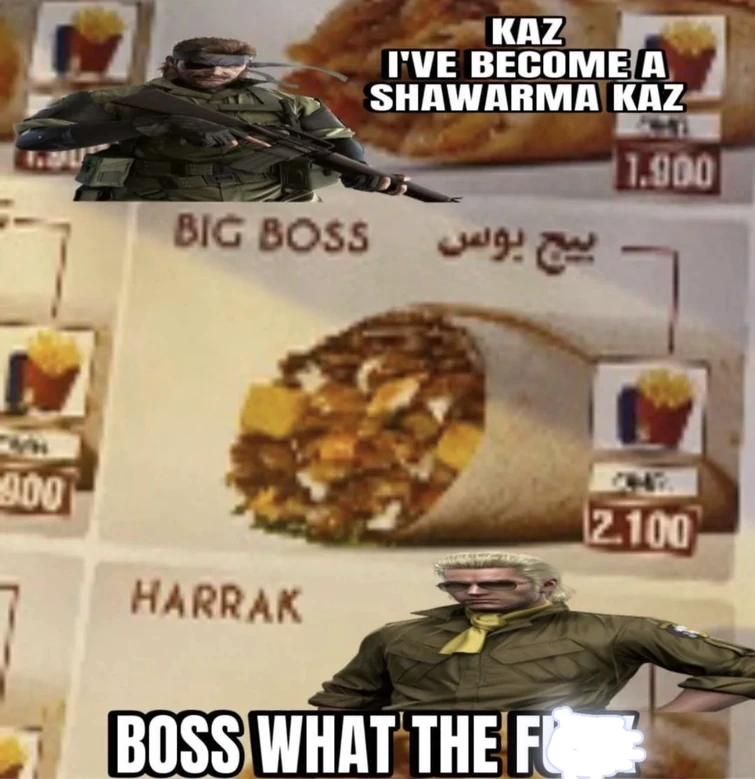 KAZ
I'VE BECOME A
SHAWARMA KAZ
1.900
BIG BOSS بيج بوس
900
2.100
HARRAK
BOSS WHAT THE